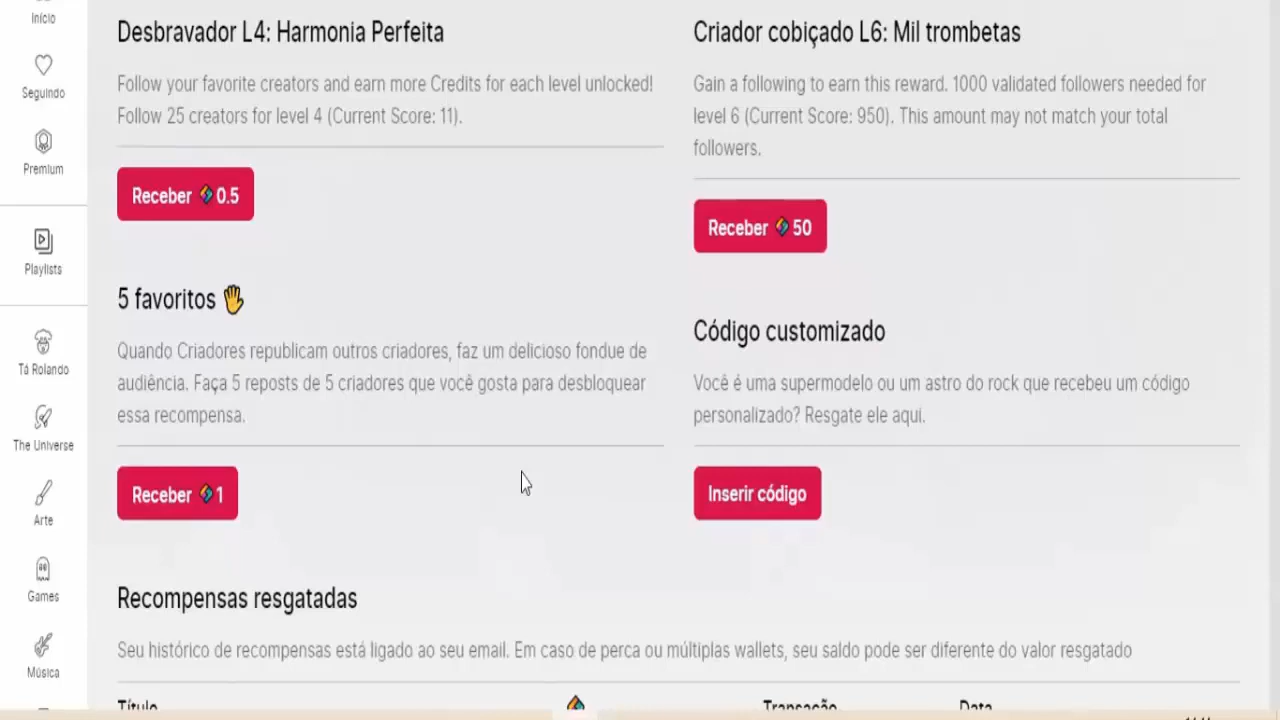 Início
Seguindo
Premium
Playlists
Tá Rolando
The Universe
Arte
Games
Música
Desbravador L4: Harmonia Perfeita
Follow your favorite creators and earn more Credits for each level unlocked!
Follow 25 creators for level 4 (Current Score: 11).
Receber 0.5
Criador cobiçado L6: Mil trombetas
Gain a following to earn this reward. 1000 validated followers needed for
level 6 (Current Score: 950). This amount may not match your total
followers.
Receber 50
5 favoritos 🖐
Quando Criadores republicam outros criadores, faz um delicioso fondue de
audiência. Faça 5 reposts de 5 criadores que você gosta para desbloquear
essa recompensa.
Receber 1
Código customizado
Você é uma supermodelo ou um astro do rock que recebeu um código
personalizado? Resgate ele aqui.
Inserir código
Recompensas resgatadas
Seu histórico de recompensas está ligado ao seu email. Em caso de perca ou múltiplas wallets, seu saldo pode ser diferente do valor resgatado
Título Transação Data